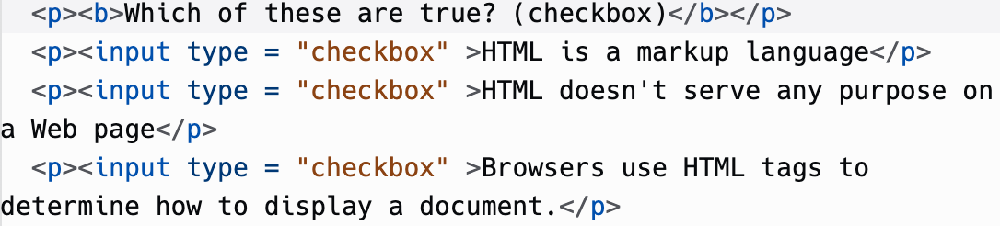 <p><b>Which of these are true? (checkbox)</b></p>
<p><input type = "checkbox" >HTML is a markup language</p>
<p><input type = "checkbox" >HTML doesn't serve any purpose on
a Web page</p>
<p><input type = "checkbox" >Browsers use HTML tags to
determine how to display a document.</p>